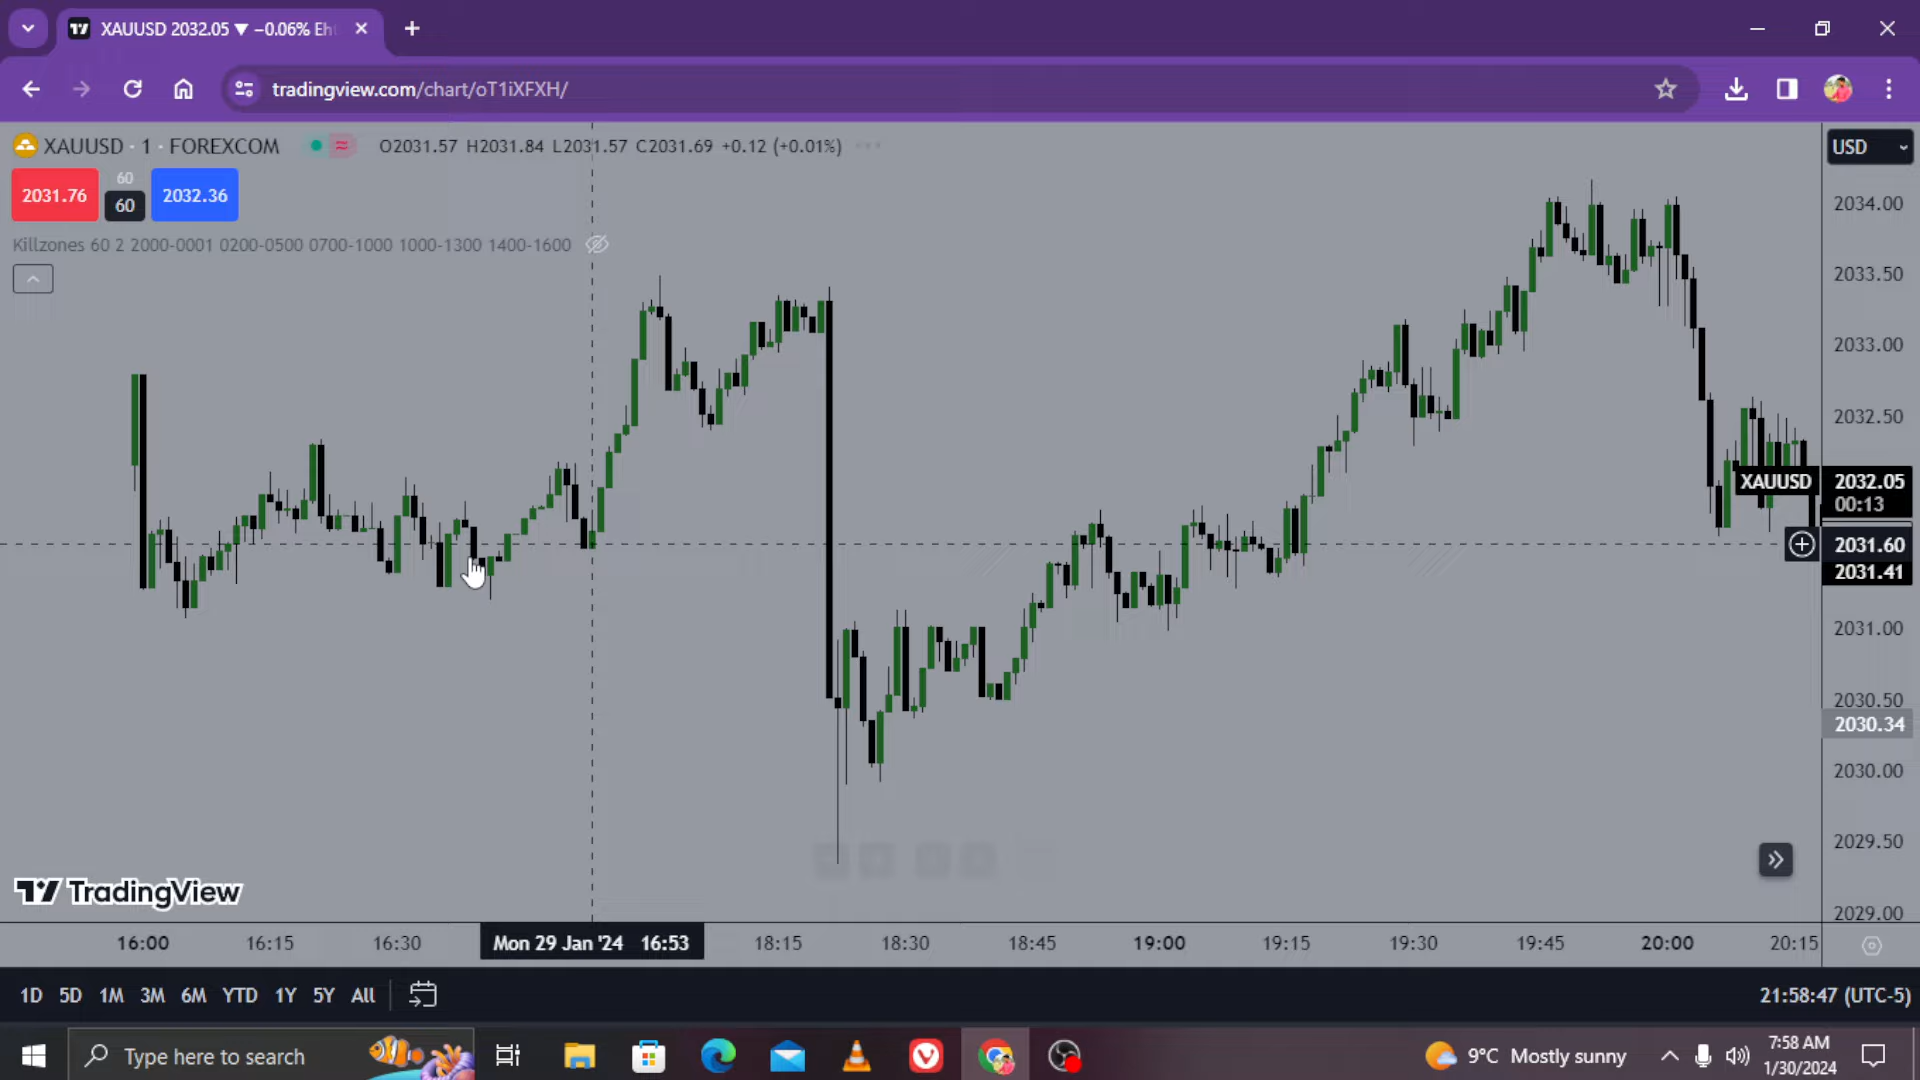 XAUUSD 2032.05 ▼ −0.06% Eh
tradingview.com/chart/oT1iXFXH/
XAUUSD · 1 · FOREXCOM O2031.57 H2031.84 L2031.57 C2031.69 +0.12 (+0.01%)
USD
2031.76 60 60 2032.36
Killzones 60 2 2000-0001 0200-0500 0700-1000 1000-1300 1400-1600
2034.00
2033.50
2033.00
2032.50
XAUUSD 2032.05
00:13
2031.60
2031.41
2031.00
2030.50
2030.34
2030.00
2029.50
2029.00
TradingView
16:00 16:15 16:30 Mon 29 Jan '24 16:53 18:15 18:30 18:45 19:00 19:15 19:30 19:45 20:00 20:15
1D 5D 1M 3M 6M YTD 1Y 5Y All 21:58:47 (UTC-5)
Type here to search 9°C Mostly sunny 7:58 AM
1/30/2024